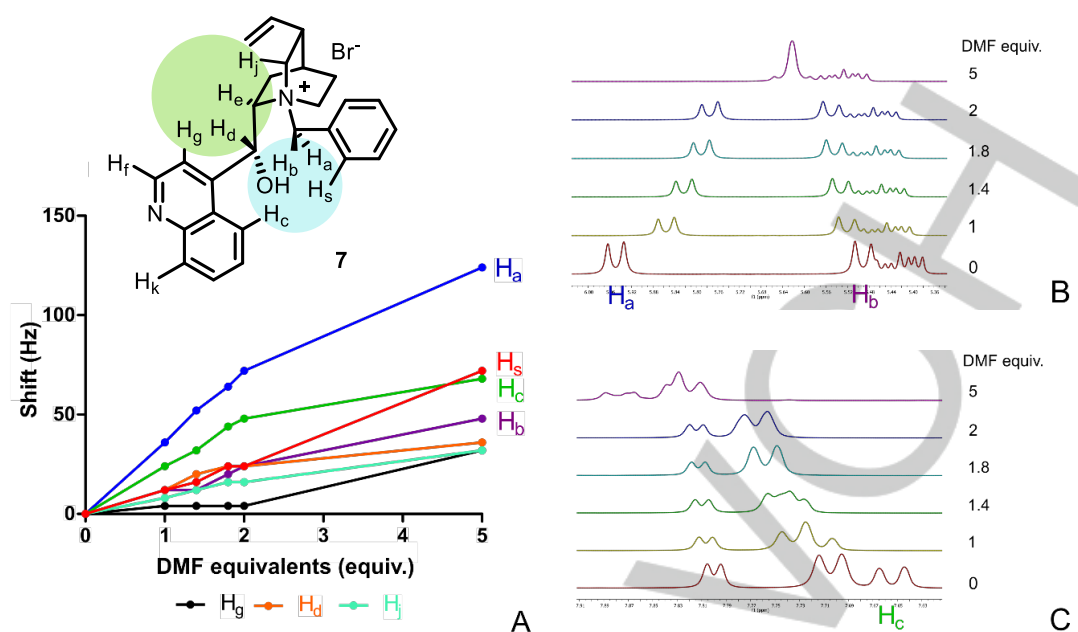 Br-
Hj
N
+
He
Hd
Hg
Hb
Ha
Hf
OH
Hs
N
Hc
Hk
7
150
100
50
0
0
1
2
3
4
5
Shift (Hz)
DMF equivalents (equiv.)
Ha
Hs
Hc
Hb
Hg
Hd
Hj
A
DMF equiv.
5
2
1.8
1.4
1
0
Ha
Hb
B
DMF equiv.
5
2
1.8
1.4
1
0
Hc
C